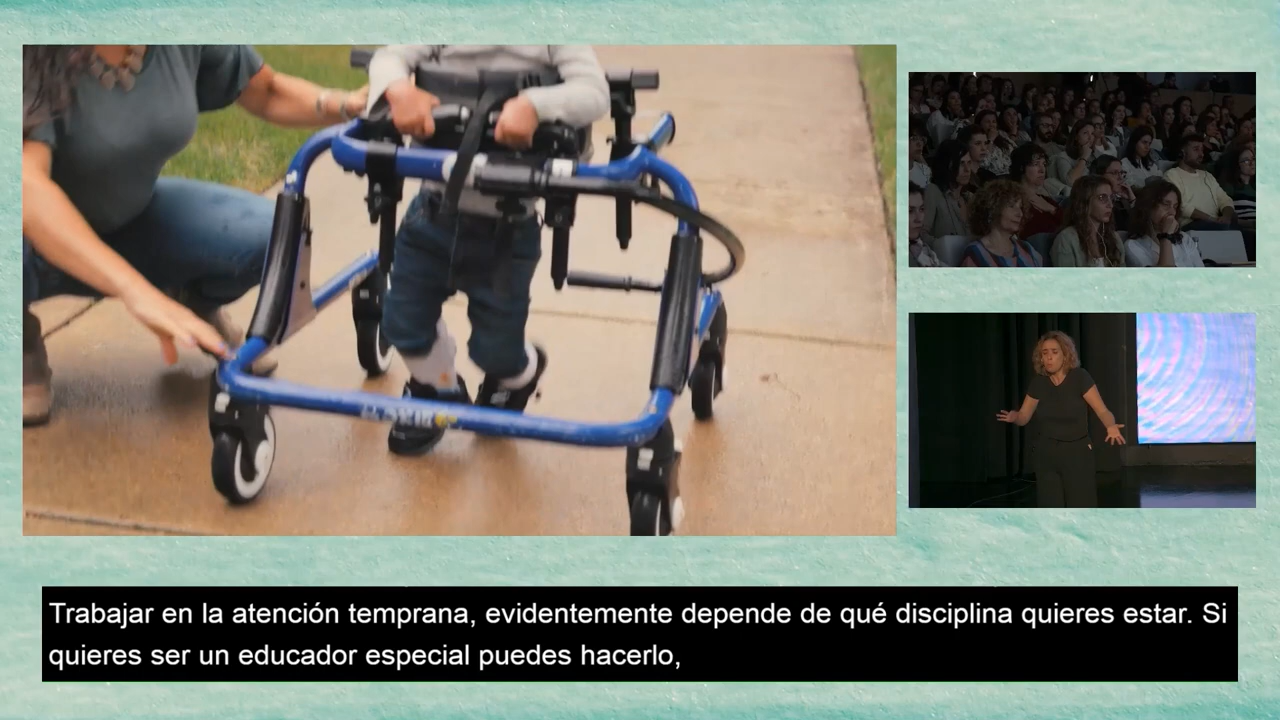 Trabajar en la atención temprana, evidentemente depende de qué disciplina quieres estar. Si
quieres ser un educador especial puedes hacerlo,